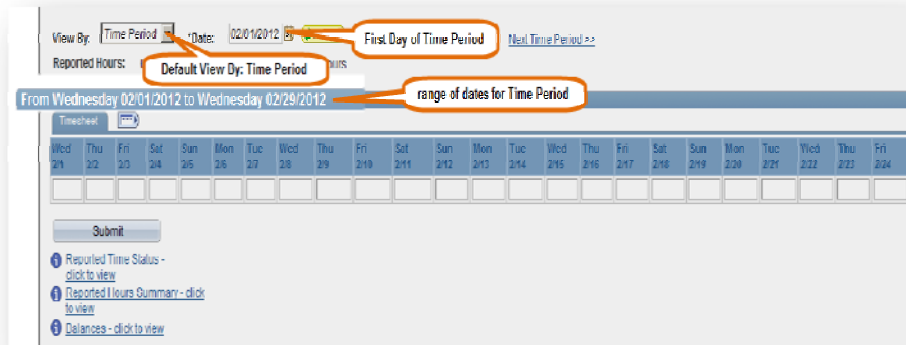 View By: Time Period *Date: 02/01/2012 First Day of Time Period Next Time Period >>
Reported Hours: Default View By: Time Period
From Wednesday 02/01/2012 to Wednesday 02/29/2012 range of dates for Time Period
Timesheet
Wed Thu Fri Sat Sun Mon Tue Wed Thu Fri Sat Sun Mon Tue Wed Thu Fri Sat Sun Mon Tue Wed Thu Fri
2/1 2/2 2/3 2/4 2/5 2/6 2/7 2/8 2/9 2/10 2/11 2/12 2/13 2/14 2/15 2/16 2/17 2/18 2/19 2/20 2/21 2/22 2/23 2/24
Submit
Reported Time Status -
click to view
Reported Hours Summary - click
to view
Balances - click to view